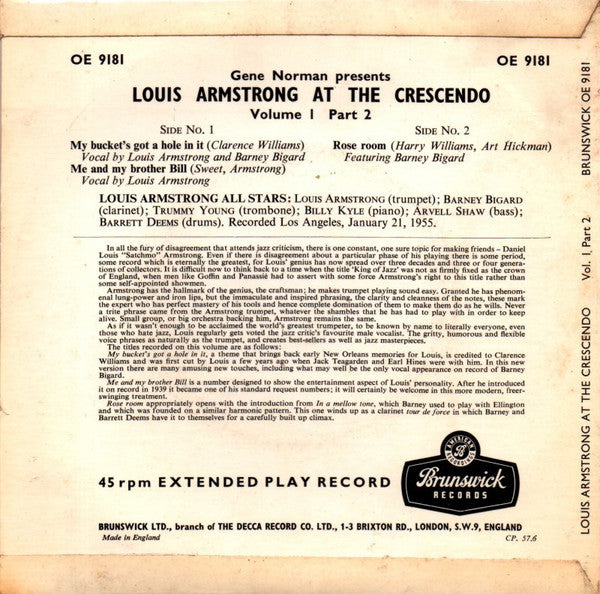 OE 9181
OE 9181
Gene Norman presents
LOUIS ARMSTRONG AT THE CRESCENDO
Volume 1 Part 2
SIDE NO. 1
My bucket's got a hole in it (Clarence Williams)
Vocal by Louis Armstrong and Barney Bigard
Me and my brother Bill (Sweet, Armstrong)
Vocal by Louis Armstrong
SIDE NO. 2
Rose room (Harry Williams, Art Hickman)
Featuring Barney Bigard
LOUIS ARMSTRONG ALL STARS: LOUIS ARMSTRONG (trumpet); BARNEY BIGARD
(clarinet); TRUMMY YOUNG (trombone); BILLY KYLE (piano); ARVELL SHAW (bass);
BARRETT DEEMS (drums). Recorded Los Angeles, January 21, 1955.
In all the fury of disagreement that attends jazz criticism, there is one constant, one sure topic for making friends – Daniel
Louis "Satchmo" Armstrong. Even if there is disagreement about a particular phase of his playing there is some period,
some record which is eternally the greatest, for Louis' genius has now spread over three decades and three or four genera-
tions of collectors. It is difficult now to think back to a time when the title 'King of Jazz' was not as firmly fixed as the crown
of England, when men like Goffin and Panassié had to assert with some force Armstrong's right to this title rather than
some self-appointed showmen.
Armstrong has the hallmark of the genius, the craftsman; he makes trumpet playing sound easy. Granted he has phenom-
enal lung-power and iron lips, but the immaculate and inspired phrasing, the clarity and cleanness of the notes, these mark
the expert who has perfect mastery of his tools and hence complete domination of them to make them do as he wills. Never
a trite phrase came from the Armstrong trumpet, whatever the shambles that he has had to play with in order to keep
alive. Small group, or big orchestra backing him, Armstrong remains the same.
As if it wasn't enough to be acclaimed the world's greatest trumpeter, to be known by name to literally everyone, even
those who hate jazz, Louis regularly gets voted the jazz critic's favourite male vocalist. The gritty, humorous and flexible
voice phrases as naturally as the trumpet, and creates best-sellers as well as jazz masterpieces.
The titles recorded on this volume are as follows:
My bucket's got a hole in it, a theme that brings back early New Orleans memories for Louis, is credited to Clarence
Williams and was first cut by Louis a few years ago when Jack Teagarden and Earl Hines were with him. In this new
version there are many amusing new touches, including what may well be the only vocal appearance on record of Barney
Bigard.
Me and my brother Bill is a number designed to show the entertainment aspect of Louis' personality. After he introduced
it on record in 1939 it became one of his standard request numbers; it will certainly be welcome in this more modern, freer-
swinging treatment.
Rose room appropriately opens with the introduction from In a mellow tone, which Barney used to play with Ellington
and which was founded on a similar harmonic pattern. This one winds up as a clarinet tour de force in which Barney and
Barrett Deems have it to themselves for a carefully built up climax.
45 rpm EXTENDED PLAY RECORD
AMERICAN
RECORDING
Brunswick
RECORDS
BRUNSWICK LTD., branch of THE DECCA RECORD CO. LTD., 1-3 BRIXTON RD., LONDON, S.W.9, ENGLAND
Made in England
CP. 57.6
LOUIS ARMSTRONG AT THE CRESCENDO Vol. 1, Part 2 BRUNSWICK OE 9181